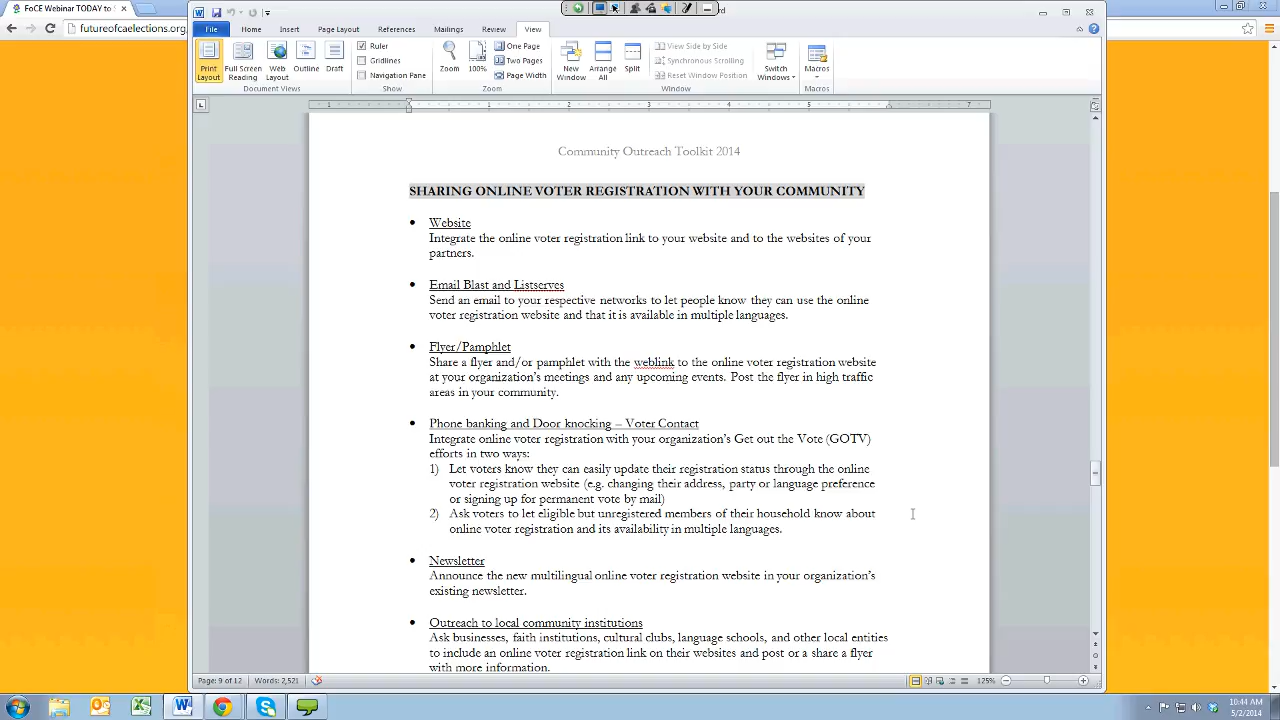 FoCE Webinar TODAY to
futureofcaelections.org
File Home Insert Page Layout References Mailings Review View
Print Layout
Full Screen Reading
Web Layout
Outline
Draft
Document Views
Ruler
Gridlines
Navigation Pane
Show
Zoom
100%
One Page
Two Pages
Page Width
Zoom
New Window
Arrange All
Split
View Side by Side
Synchronous Scrolling
Reset Window Position
Window
Switch Windows
Macros
Macros
1 1 2 3 4 5 7
Community Outreach Toolkit 2014
SHARING ONLINE VOTER REGISTRATION WITH YOUR COMMUNITY
• Website
Integrate the online voter registration link to your website and to the websites of your
partners.
• Email Blast and Listserves
Send an email to your respective networks to let people know they can use the online
voter registration website and that it is available in multiple languages.
• Flyer/Pamphlet
Share a flyer and/or pamphlet with the weblink to the online voter registration website
at your organization's meetings and any upcoming events. Post the flyer in high traffic
areas in your community.
• Phone banking and Door knocking – Voter Contact
Integrate online voter registration with your organization's Get out the Vote (GOTV)
efforts in two ways:
1) Let voters know they can easily update their registration status through the online
voter registration website (e.g. changing their address, party or language preference
or signing up for permanent vote by mail)
2) Ask voters to let eligible but unregistered members of their household know about
online voter registration and its availability in multiple languages.
• Newsletter
Announce the new multilingual online voter registration website in your organization's
existing newsletter.
• Outreach to local community institutions
Ask businesses, faith institutions, cultural clubs, language schools, and other local entities
to include an online voter registration link on their websites and post or a share a flyer
with more information.
Page: 9 of 12 Words: 2,521 125%
10:44 AM
5/2/2014